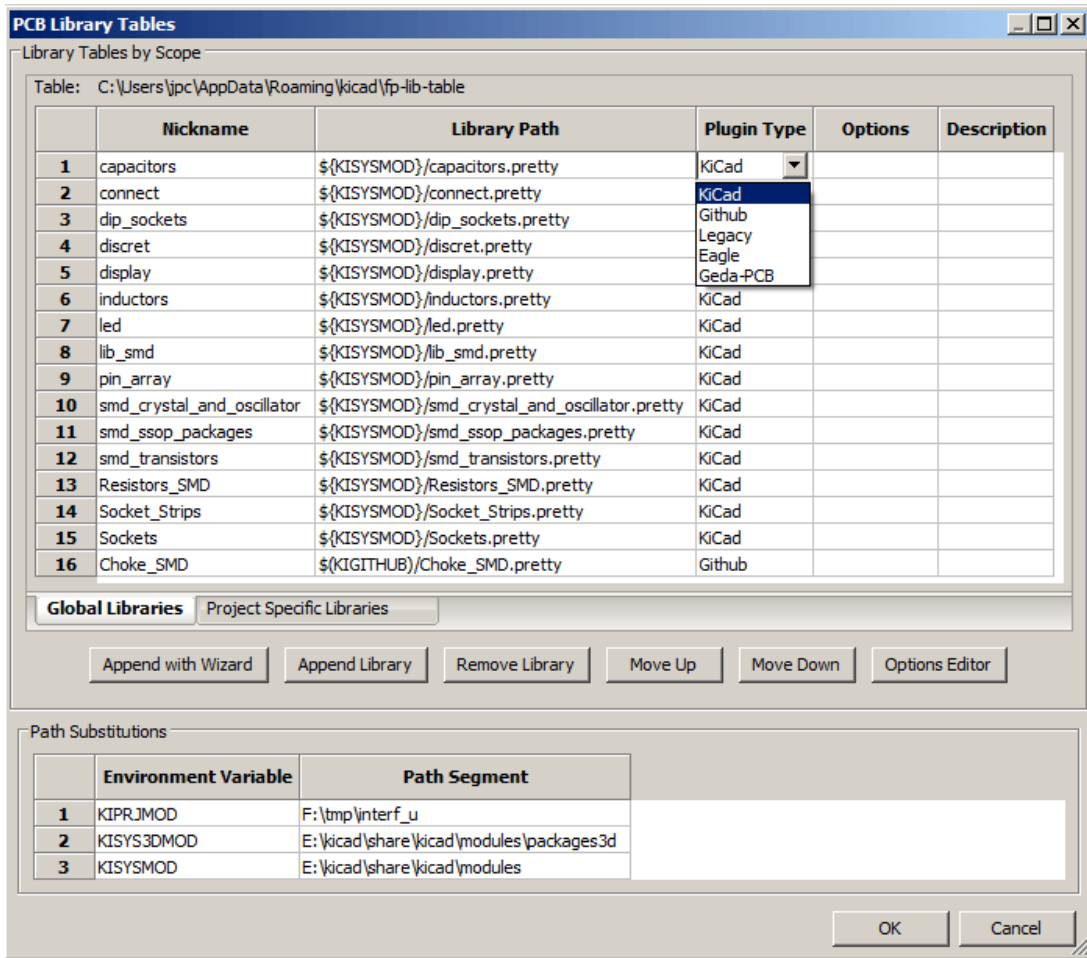 PCB Library Tables
Library Tables by Scope
Table: C:\Users\jpc\AppData\Roaming\kicad\fp-lib-table
Nickname Library Path Plugin Type Options Description
1 capacitors ${KISYSMOD}/capacitors.pretty KiCad
2 connect ${KISYSMOD}/connect.pretty KiCad
3 dip_sockets ${KISYSMOD}/dip_sockets.pretty Github
4 discret ${KISYSMOD}/discret.pretty Legacy
Eagle
5 display ${KISYSMOD}/display.pretty Geda-PCB
6 inductors ${KISYSMOD}/inductors.pretty KiCad
7 led ${KISYSMOD}/led.pretty KiCad
8 lib_smd ${KISYSMOD}/lib_smd.pretty KiCad
9 pin_array ${KISYSMOD}/pin_array.pretty KiCad
10 smd_crystal_and_oscillator ${KISYSMOD}/smd_crystal_and_oscillator.pretty KiCad
11 smd_ssop_packages ${KISYSMOD}/smd_ssop_packages.pretty KiCad
12 smd_transistors ${KISYSMOD}/smd_transistors.pretty KiCad
13 Resistors_SMD ${KISYSMOD}/Resistors_SMD.pretty KiCad
14 Socket_Strips ${KISYSMOD}/Socket_Strips.pretty KiCad
15 Sockets ${KISYSMOD}/Sockets.pretty KiCad
16 Choke_SMD $(KIGITHUB)/Choke_SMD.pretty Github
Global Libraries Project Specific Libraries
Append with Wizard Append Library Remove Library Move Up Move Down Options Editor
Path Substitutions
Environment Variable Path Segment
1 KIPRJMOD F:\tmp\interf_u
2 KISYS3DMOD E:\kicad\share\kicad\modules\packages3d
3 KISYSMOD E:\kicad\share\kicad\modules
OK Cancel